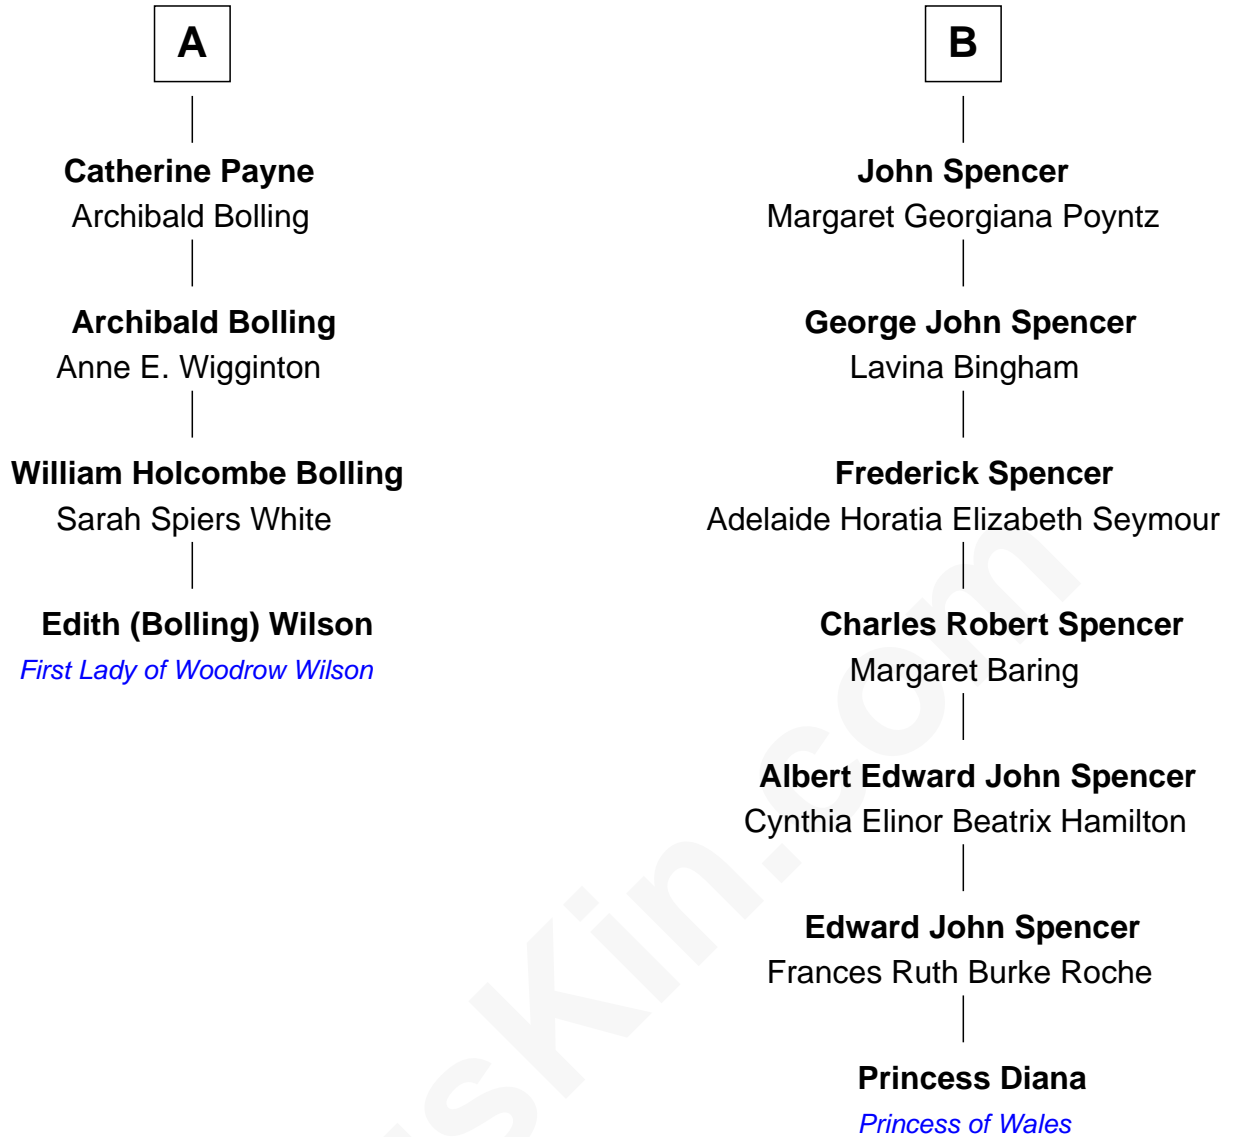 A
Catherine Payne
Archibald Bolling
Archibald Bolling
Anne E. Wigginton
William Holcombe Bolling
Sarah Spiers White
Edith (Bolling) Wilson
First Lady of Woodrow Wilson
B
John Spencer
Margaret Georgiana Poyntz
George John Spencer
Lavina Bingham
Frederick Spencer
Adelaide Horatia Elizabeth Seymour
Charles Robert Spencer
Margaret Baring
Albert Edward John Spencer
Cynthia Elinor Beatrix Hamilton
Edward John Spencer
Frances Ruth Burke Roche
Princess Diana
Princess of Wales